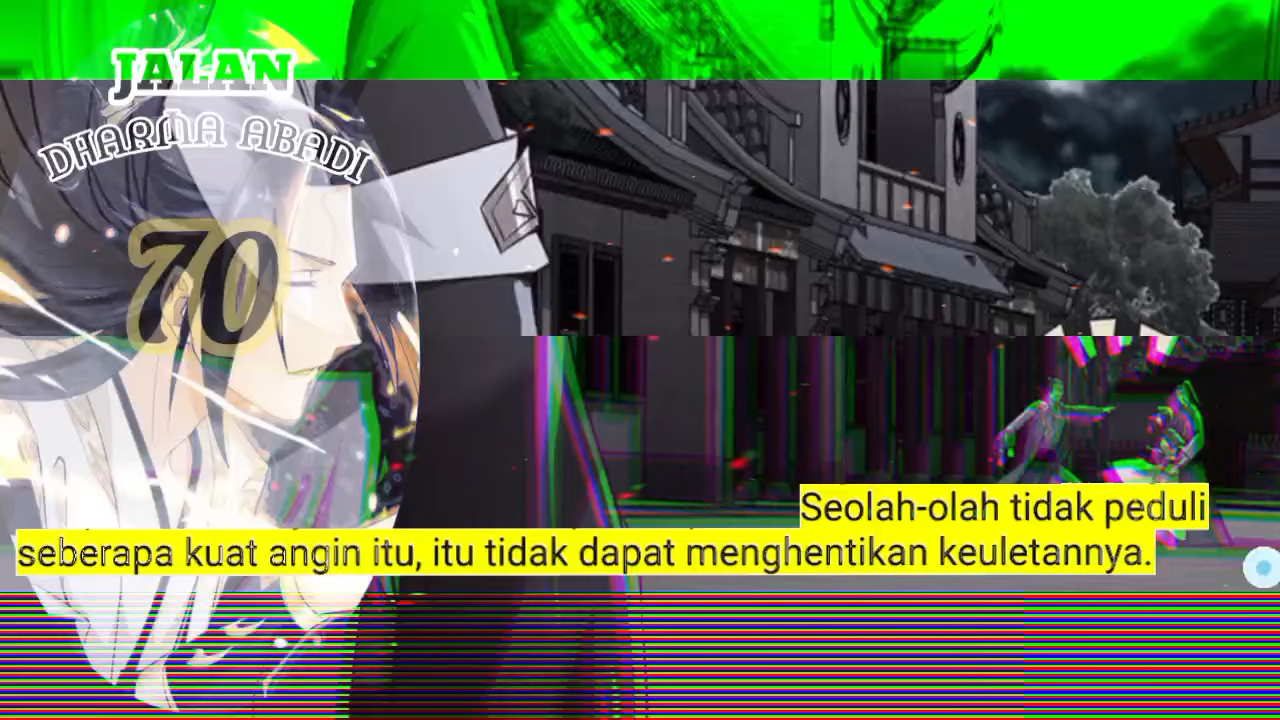 JALAN
DHARMA ABADI
70
Seolah-olah tidak peduli
seberapa kuat angin itu, itu tidak dapat menghentikan keuletannya.